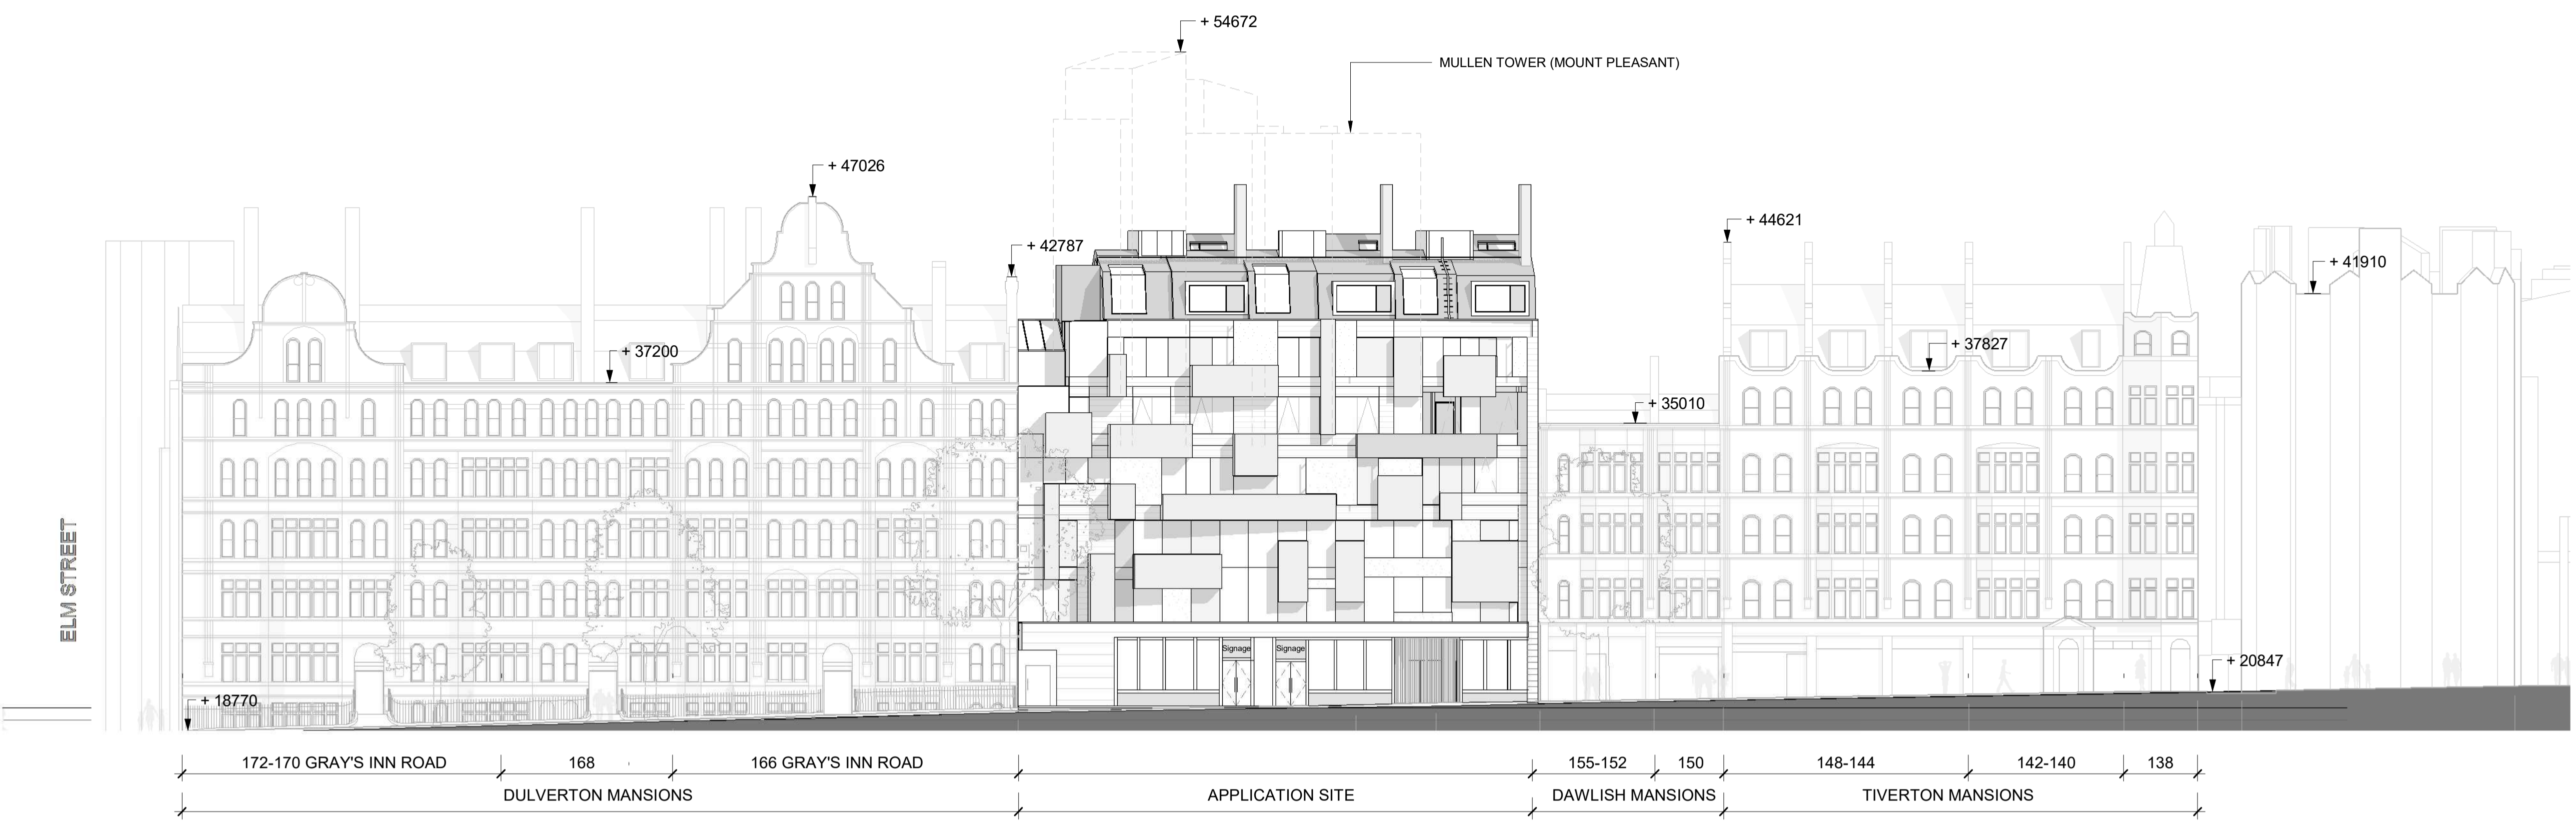 + 54672
MULLEN TOWER (MOUNT PLEASANT)
+ 47026
+ 44621
+ 42787
+ 41910
+ 37827
+ 37200
+ 35010
ELM STREET
Signage
Signage
+ 20847
+ 18770
172-170 GRAY'S INN ROAD
168
166 GRAY'S INN ROAD
155-152
150
148-144
142-140
138
DULVERTON MANSIONS
APPLICATION SITE
DAWLISH MANSIONS
TIVERTON MANSIONS